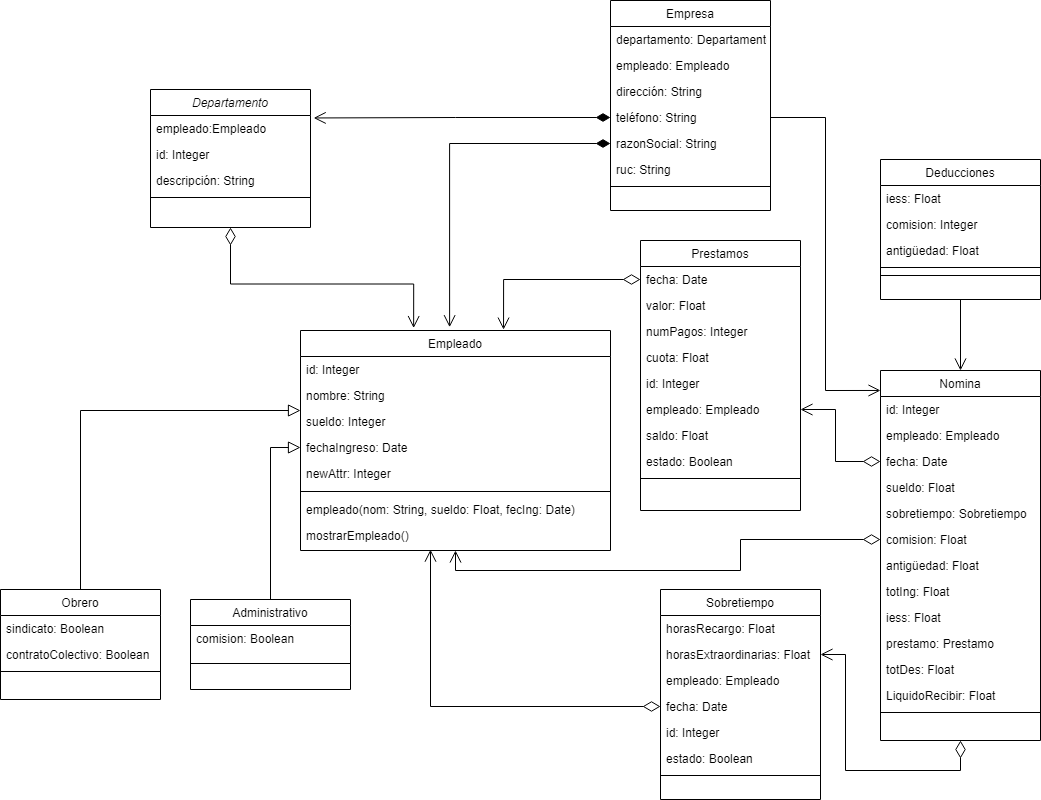 Empresa
departamento: Departament
empleado: Empleado
dirección: String
teléfono: String
razonSocial: String
ruc: String
Departamento
empleado:Empleado
id: Integer
descripción: String
Deducciones
iess: Float
comision: Integer
antigüedad: Float
Prestamos
fecha: Date
valor: Float
numPagos: Integer
cuota: Float
id: Integer
empleado: Empleado
saldo: Float
estado: Boolean
Empleado
id: Integer
nombre: String
sueldo: Integer
fechaIngreso: Date
newAttr: Integer
empleado(nom: String, sueldo: Float, fecIng: Date)
mostrarEmpleado()
Nomina
id: Integer
empleado: Empleado
fecha: Date
sueldo: Float
sobretiempo: Sobretiempo
comision: Float
antigüedad: Float
totIng: Float
iess: Float
prestamo: Prestamo
totDes: Float
LiquidoRecibir: Float
Obrero
sindicato: Boolean
contratoColectivo: Boolean
Administrativo
comision: Boolean
Sobretiempo
horasRecargo: Float
horasExtraordinarias: Float
empleado: Empleado
fecha: Date
id: Integer
estado: Boolean